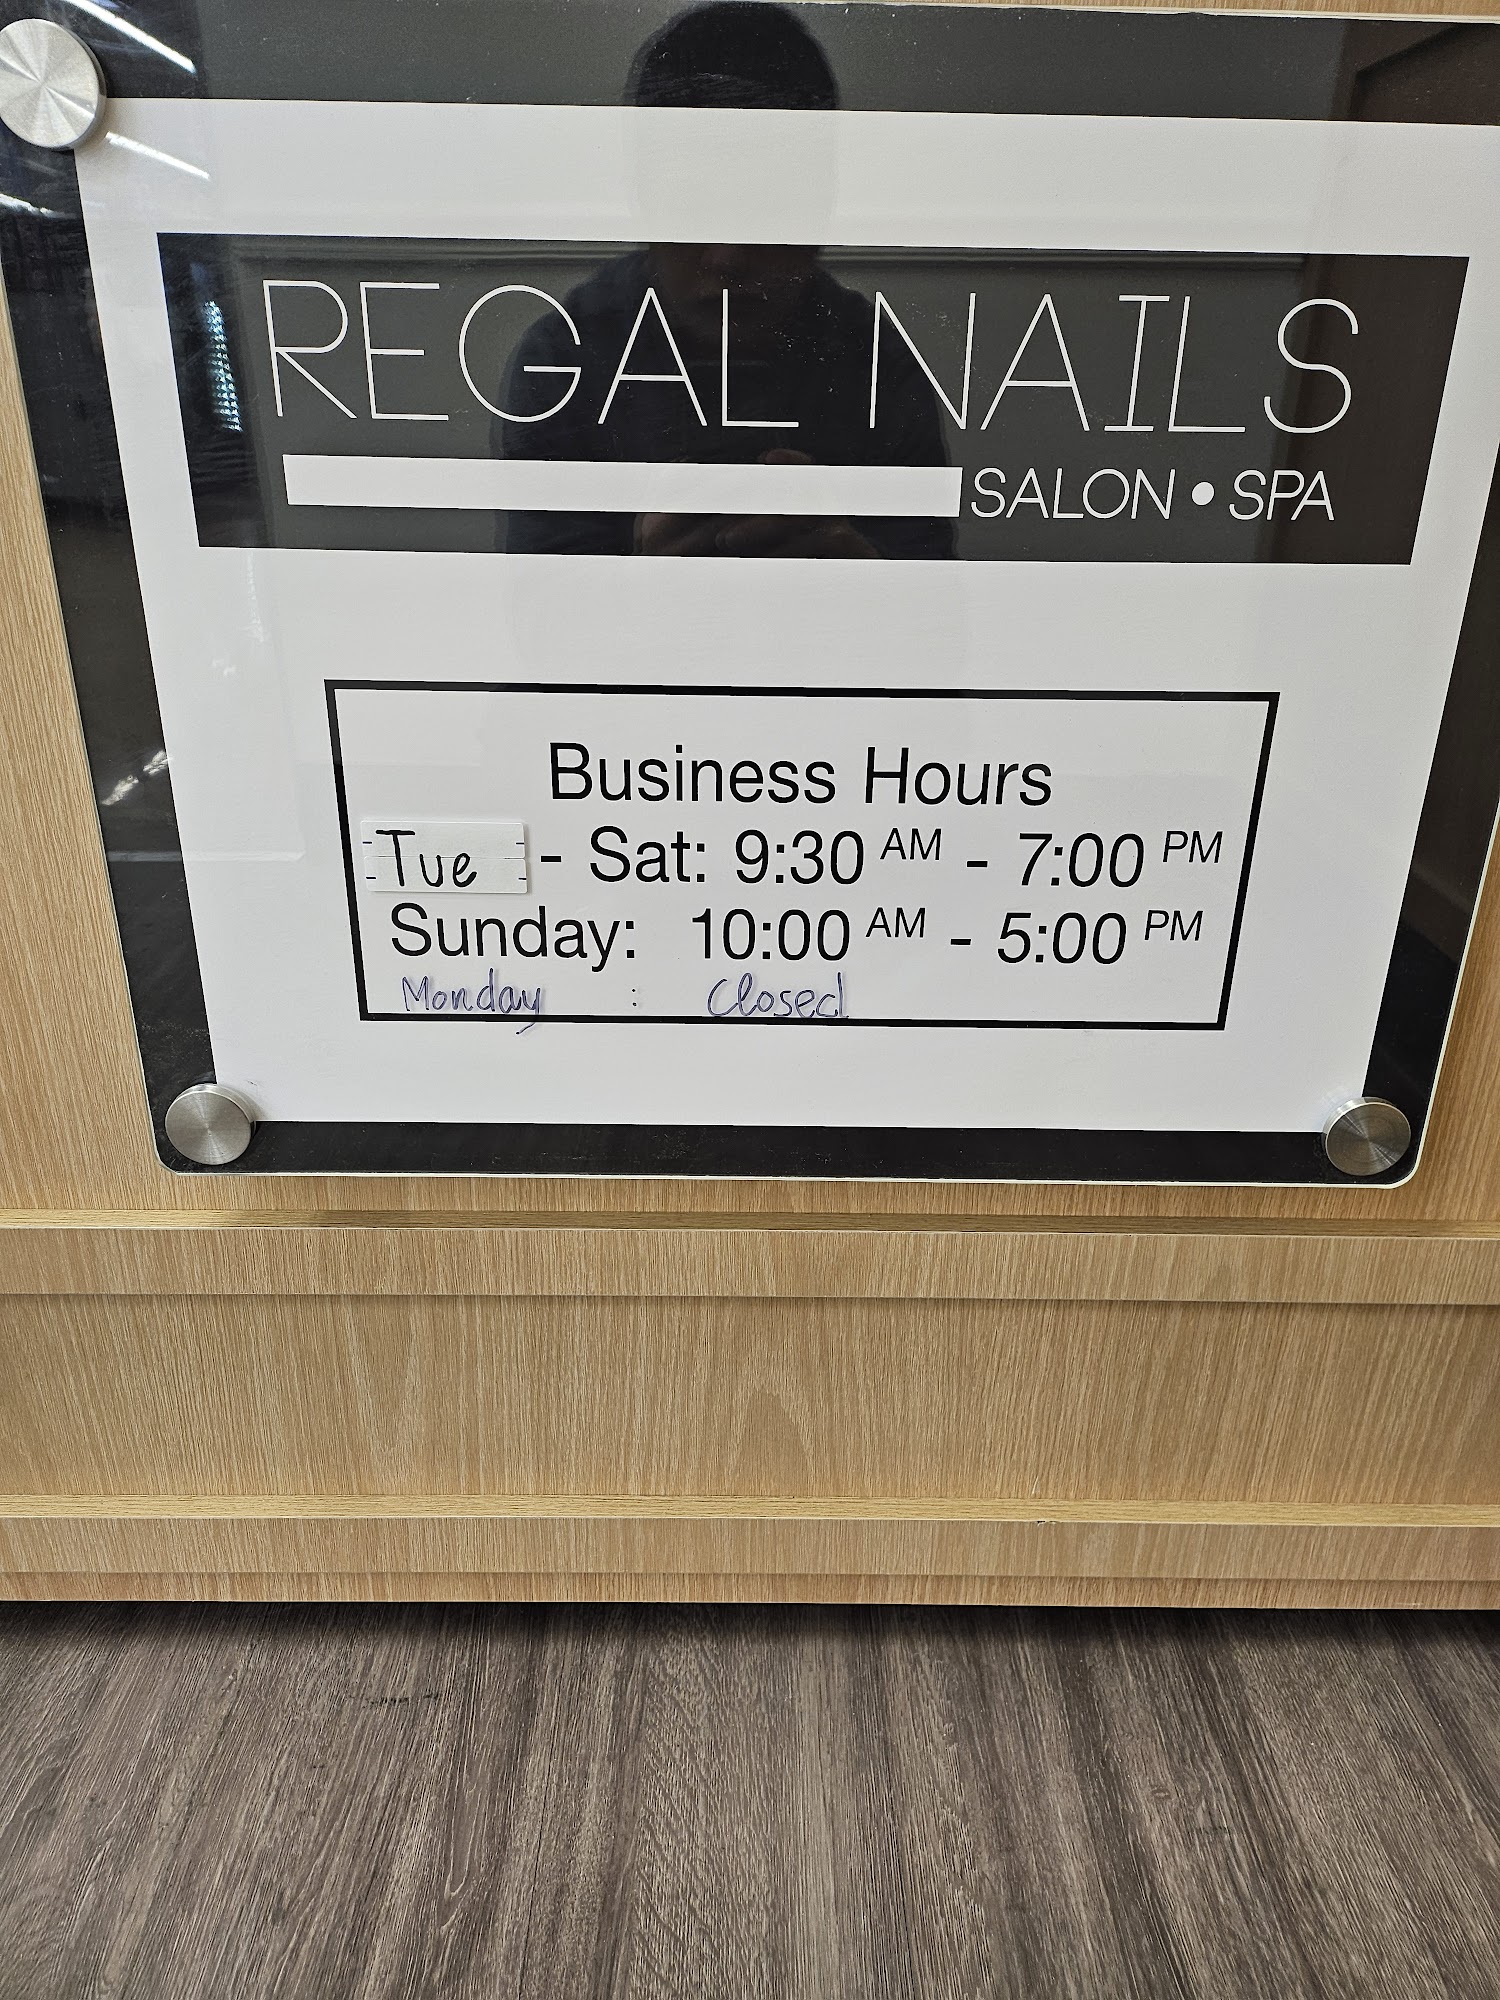 REGAL NAILS
SALON • SPA
Business Hours
Tue - Sat: 9:30 AM - 7:00 PM
Sunday: 10:00 AM - 5:00 PM
Monday : Closed